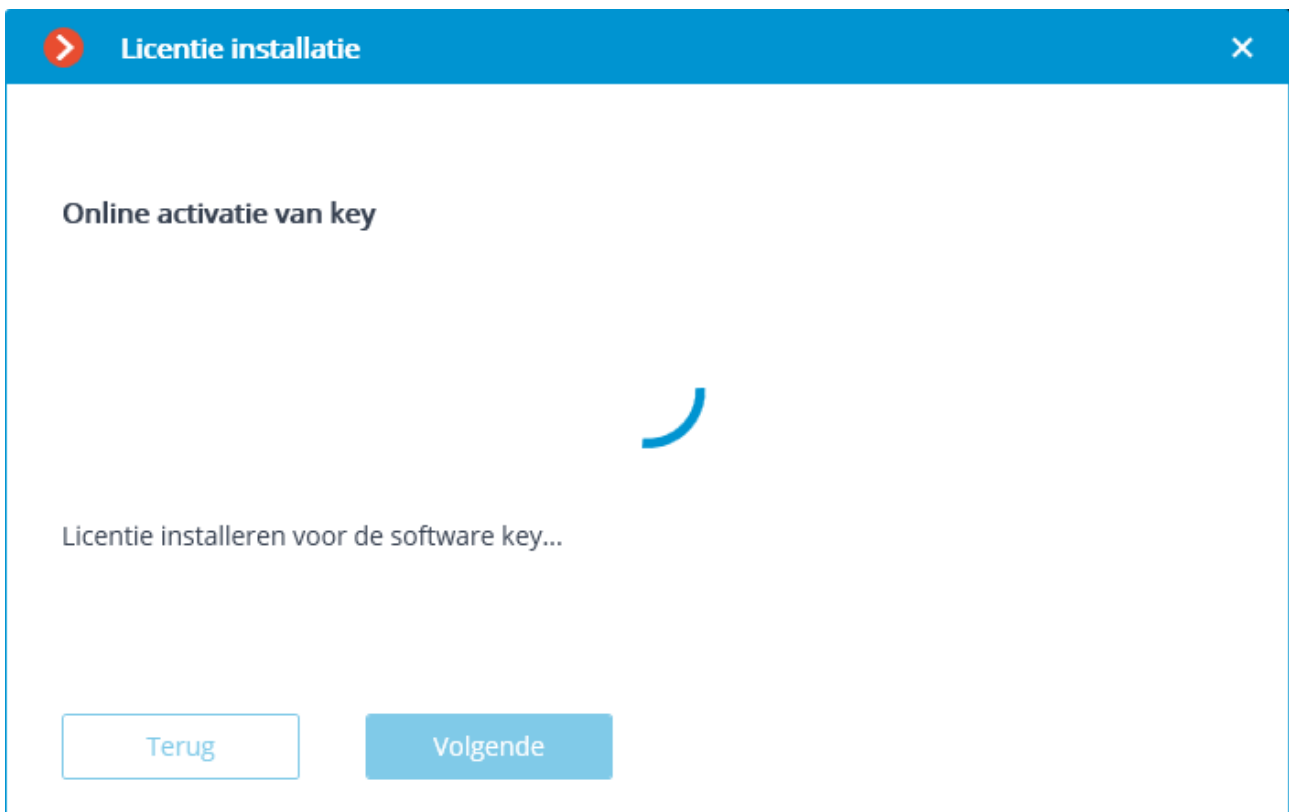 Licentie installatie
Online activatie van key
Licentie installeren voor de software key...
Terug
Volgende